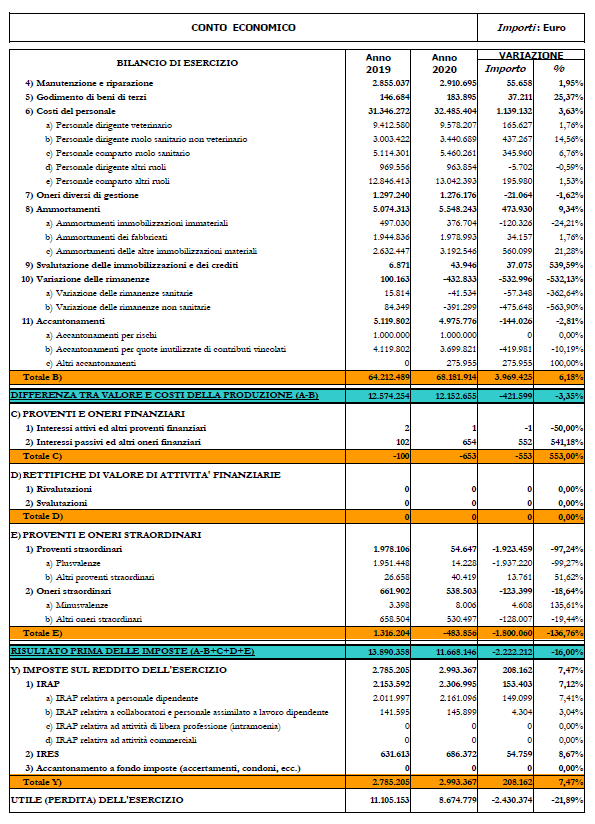 CONTO ECONOMICO Importi : Euro
BILANCIO DI ESERCIZIO Anno 2019 Anno 2020 VARIAZIONE Importo %
4) Manutenzione e riparazione 2.855.037 2.910.695 55.658 1,95%
5) Godimento di beni di terzi 146.684 183.895 37.211 25,37%
6) Costi del personale 31.346.272 32.485.404 1.139.132 3,63%
a) Personale dirigente veterinario 9.412.580 9.578.207 165.627 1,76%
b) Personale dirigente ruolo sanitario non veterinario 3.003.422 3.440.689 437.267 14,56%
c) Personale comparto ruolo sanitario 5.114.301 5.460.261 345.960 6,76%
d) Personale dirigente altri ruoli 969.556 963.854 -5.702 -0,59%
e) Personale comparto altri ruoli 12.846.413 13.042.393 195.980 1,53%
7) Oneri diversi di gestione 1.297.240 1.276.176 -21.064 -1,62%
8) Ammortamenti 5.074.313 5.548.243 473.930 9,34%
a) Ammortamenti immobilizzazioni immateriali 497.030 376.704 -120.326 -24,21%
b) Ammortamenti dei fabbricati 1.944.836 1.978.993 34.157 1,76%
c) Ammortamenti delle altre immobilizzazioni materiali 2.632.447 3.192.546 560.099 21,28%
9) Svalutazione delle immobilizzazioni e dei crediti 6.871 43.946 37.075 539,59%
10) Variazione delle rimanenze 100.163 -432.833 -532.996 -532,13%
a) Variazione delle rimanenze sanitarie 15.814 -41.534 -57.348 -362,64%
b) Variazione delle rimanenze non sanitarie 84.349 -391.299 -475.648 -563,90%
11) Accantonamenti 5.119.802 4.975.776 -144.026 -2,81%
a) Accantonamenti per rischi 1.000.000 1.000.000 0 0,00%
b) Accantonamenti per quote inutilizzate di contributi vincolati 4.119.802 3.699.821 -419.981 -10,19%
c) Altri accantonamenti 0 275.955 275.955 100,00%
Totale B) 64.212.489 68.181.914 3.969.425 6,18%
DIFFERENZA TRA VALORE E COSTI DELLA PRODUZIONE (A-B) 12.574.254 12.152.655 -421.599 -3,35%
C) PROVENTI E ONERI FINANZIARI
1) Interessi attivi ed altri proventi finanziari 2 1 -1 -50,00%
2) Interessi passivi ed altri oneri finanziari 102 654 552 541,18%
Totale C) -100 -653 -553 553,00%
D) RETTIFICHE DI VALORE DI ATTIVITA' FINANZIARIE
1) Rivalutazioni 0 0 0 0,00%
2) Svalutazioni 0 0 0 0,00%
Totale D) 0 0 0 0,00%
E) PROVENTI E ONERI STRAORDINARI
1) Proventi straordinari 1.978.106 54.647 -1.923.459 -97,24%
a) Plusvalenze 1.951.448 14.228 -1.937.220 -99,27%
b) Altri proventi straordinari 26.658 40.419 13.761 51,62%
2) Oneri straordinari 661.902 538.503 -123.399 -18,64%
a) Minusvalenze 3.398 8.006 4.608 135,61%
b) Altri oneri straordinari 658.504 530.497 -128.007 -19,44%
Totale E) 1.316.204 -483.856 -1.800.060 -136,76%
RISULTATO PRIMA DELLE IMPOSTE (A-B+C+D+E) 13.890.358 11.668.146 -2.222.212 -16,00%
Y) IMPOSTE SUL REDDITO DELL'ESERCIZIO 2.785.205 2.993.367 208.162 7,47%
1) IRAP 2.153.592 2.306.995 153.403 7,12%
a) IRAP relativa a personale dipendente 2.011.997 2.161.096 149.099 7,41%
b) IRAP relativa a collaboratori e personale assimilato a lavoro dipendente 141.595 145.899 4.304 3,04%
c) IRAP relativa ad attività di libera professione (intramoenia) 0 0 0 0,00%
d) IRAP relativa ad attività commerciali 0 0 0 0,00%
2) IRES 631.613 686.372 54.759 8,67%
3) Accantonamento a fondo imposte (accertamenti, condoni, ecc.) 0 0 0 0,00%
Totale Y) 2.785.205 2.993.367 208.162 7,47%
UTILE (PERDITA) DELL'ESERCIZIO 11.105.153 8.674.779 -2.430.374 -21,89%